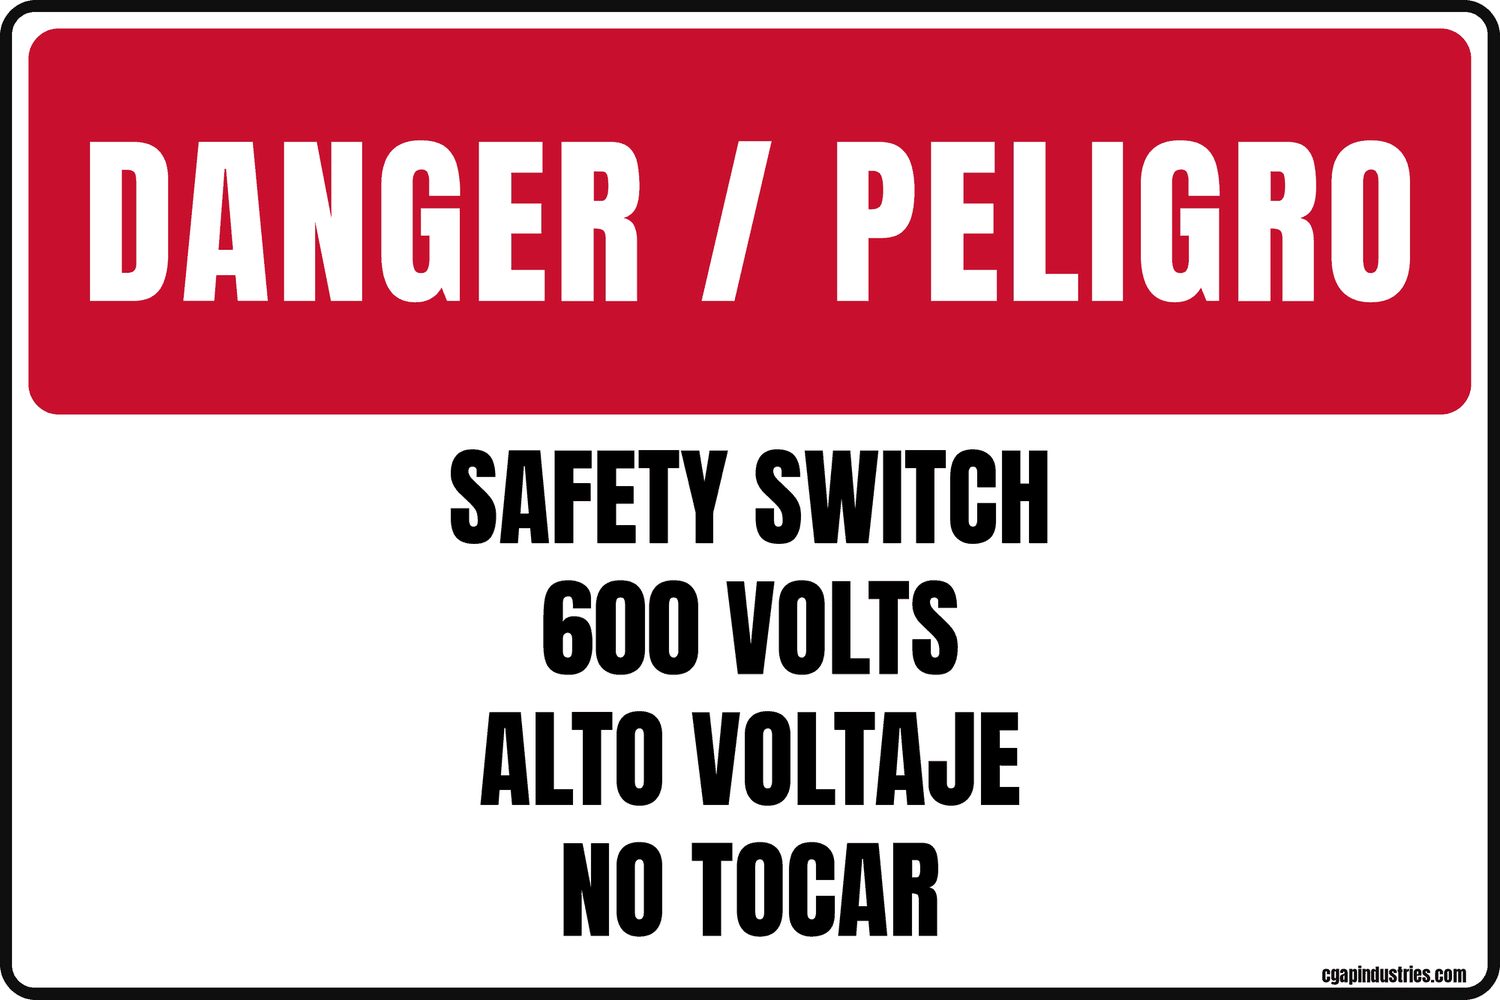 DANGER / PELIGRO
SAFETY SWITCH
600 VOLTS
ALTO VOLTAJE
NO TOCAR
cgapindustries.com